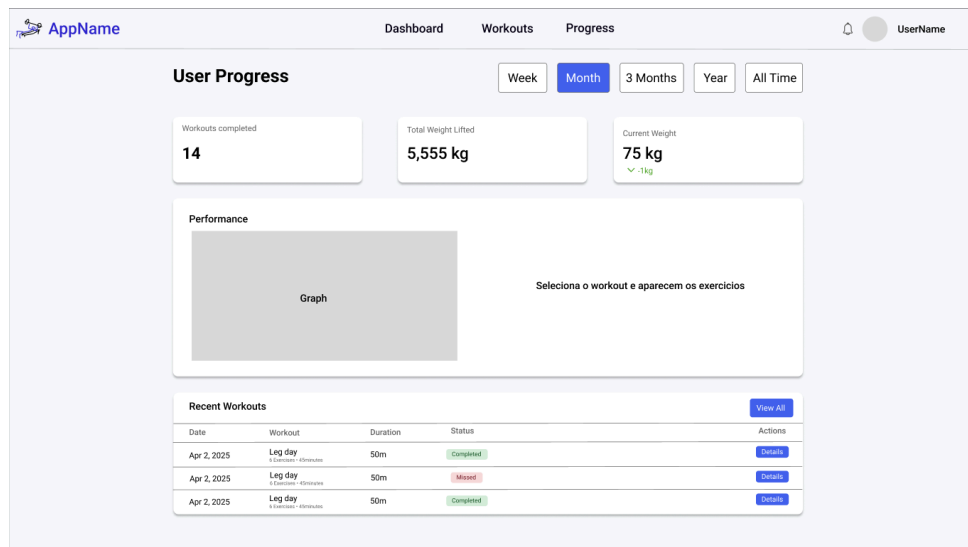 AppName Dashboard Workouts Progress UserName
User Progress Week Month 3 Months Year All Time
Workouts completed
14
Total Weight Lifted
5,555 kg
Current Weight
75 kg
-1kg
Performance
Graph
Seleciona o workout e aparecem os exercicios
Recent Workouts View All
Date Workout Duration Status Actions
Apr 2, 2025 Leg day 50m Completed Details
6 Exercises • 45minutes
Apr 2, 2025 Leg day 50m Missed Details
6 Exercises • 45minutes
Apr 2, 2025 Leg day 50m Completed Details
6 Exercises • 45minutes